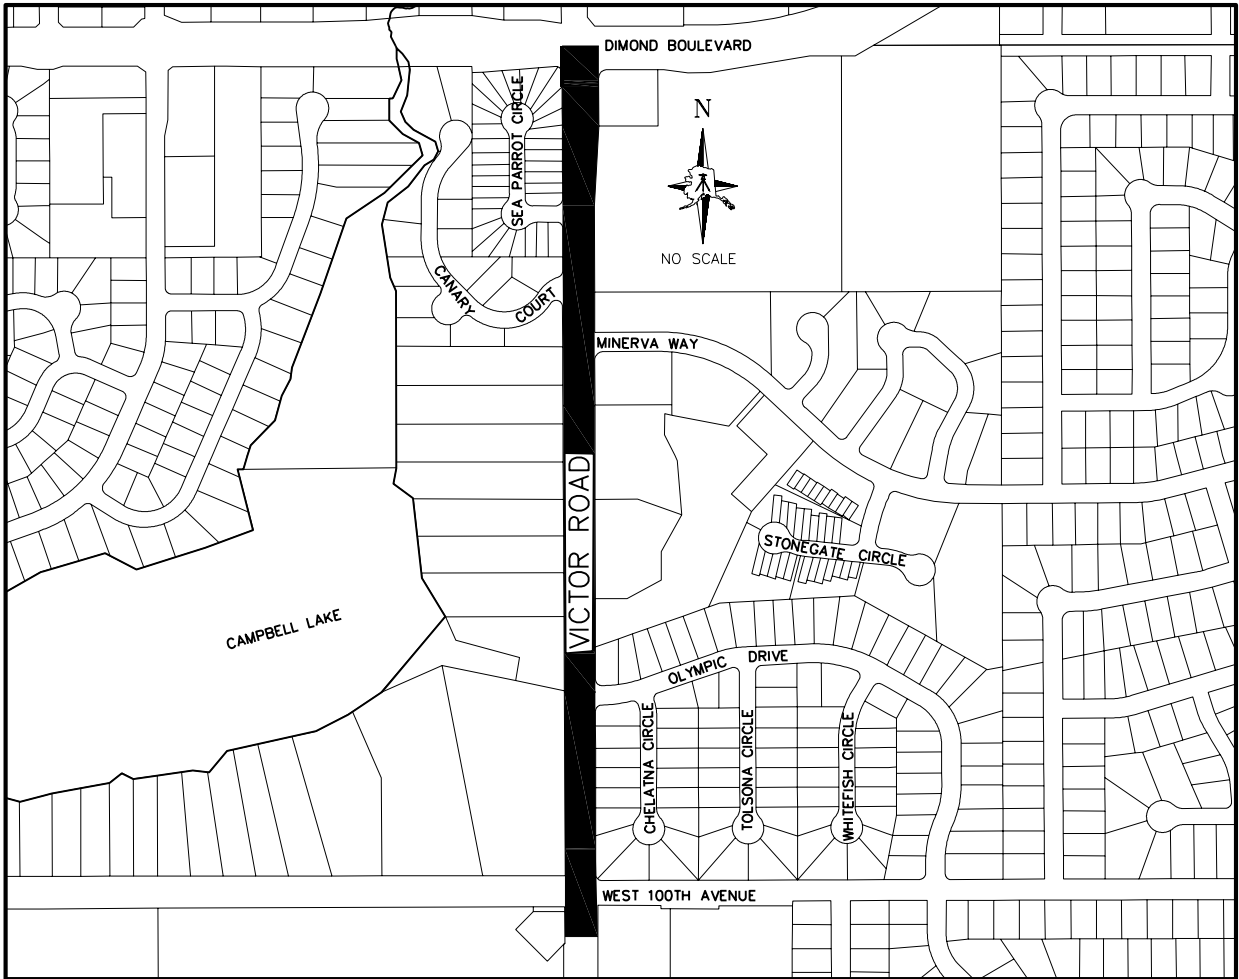 DIMOND BOULEVARD
SEA PARROT CIRCLE
N
NO SCALE
CANARY COURT
MINERVA WAY
VICTOR ROAD
STONEGATE CIRCLE
CAMPBELL LAKE
OLYMPIC DRIVE
CHELATNA CIRCLE
TOLSONA CIRCLE
WHITEFISH CIRCLE
WEST 100TH AVENUE